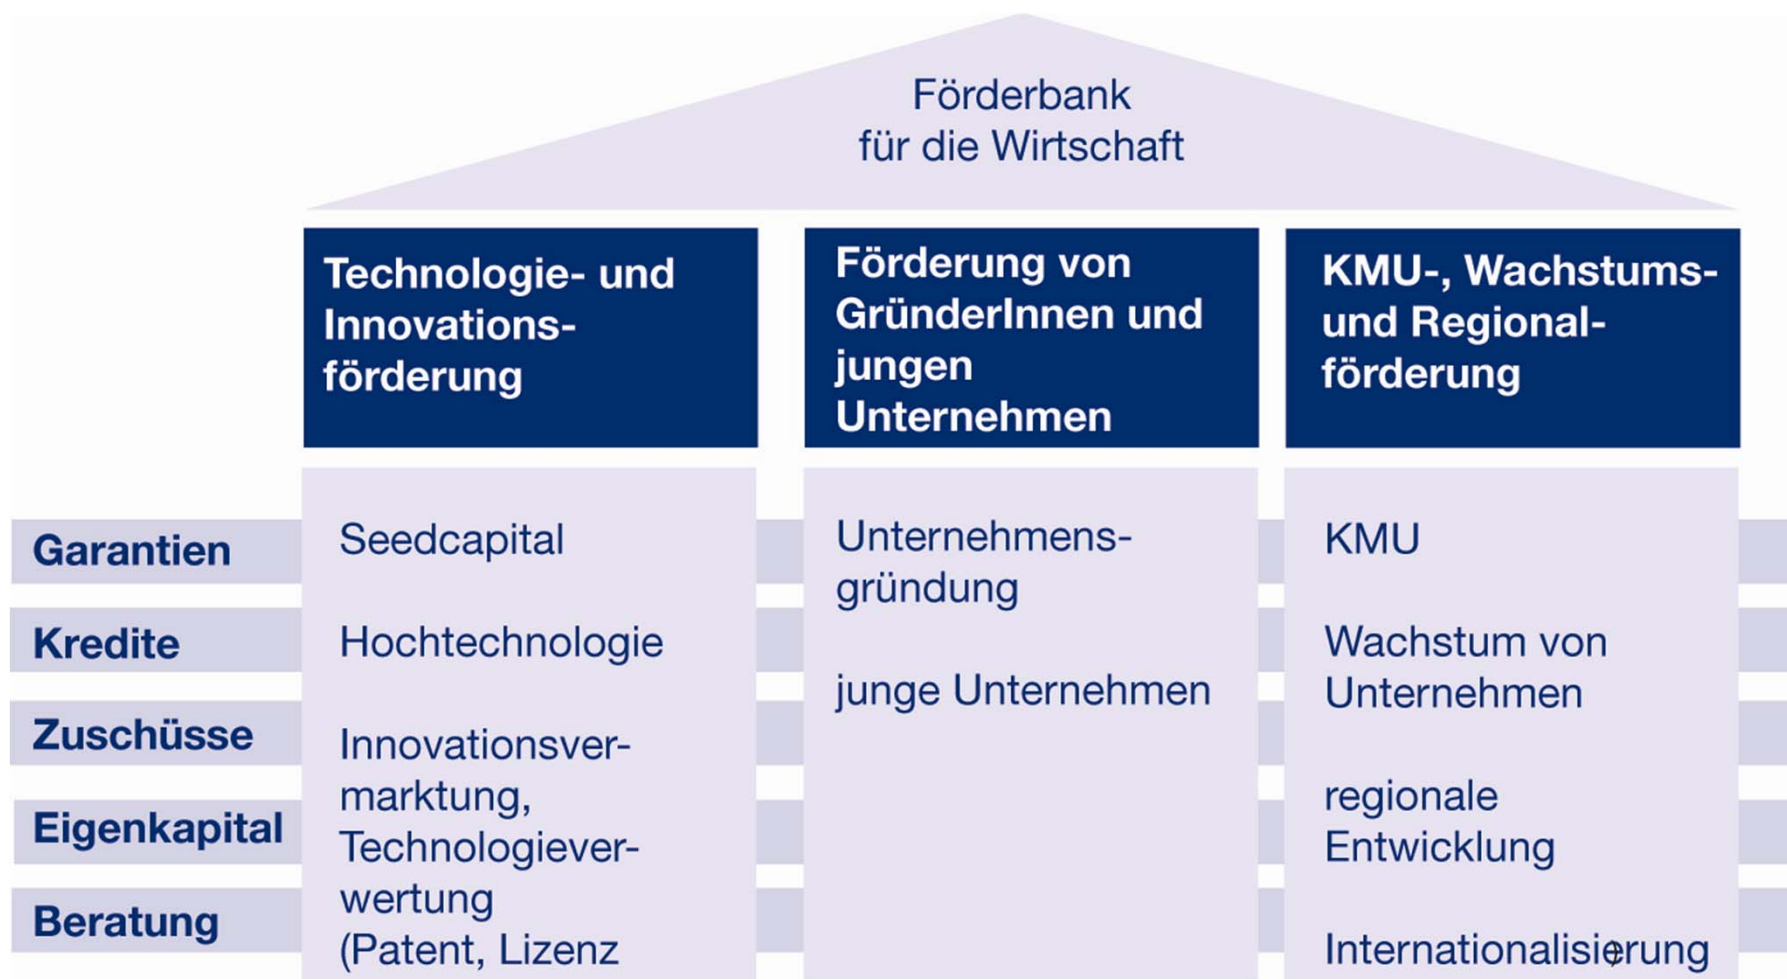 Förderbank
für die Wirtschaft
Technologie- und
Innovations-
förderung
Förderung von
GründerInnen und
jungen
Unternehmen
KMU-, Wachstums-
und Regional-
förderung
Garantien
Kredite
Zuschüsse
Eigenkapital
Beratung
Seedcapital
Hochtechnologie
Innovationsver-
marktung,
Technologiever-
wertung
(Patent, Lizenz
Unternehmens-
gründung
junge Unternehmen
KMU
Wachstum von
Unternehmen
regionale
Entwicklung
Internationalisierung
)